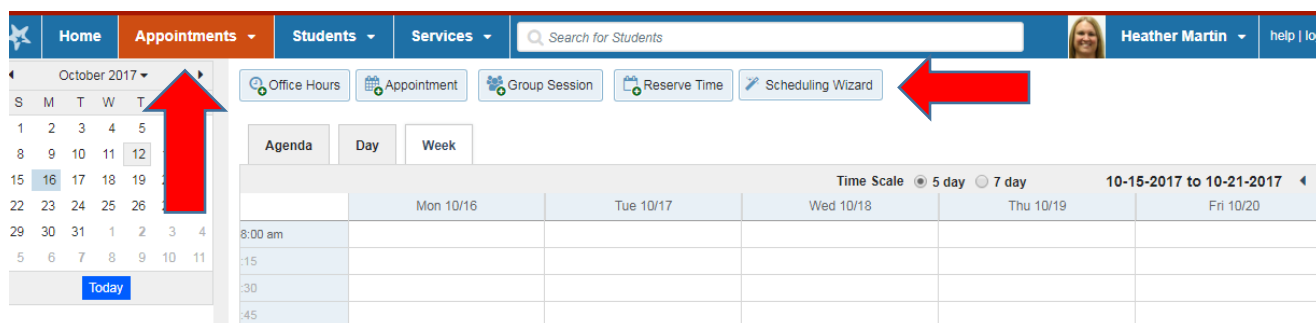 Home Appointments Students Services Search for Students Heather Martin help | lo
October 2017
Office Hours Appointment Group Session Reserve Time Scheduling Wizard
S M T W T
1 2 3 4 5
8 9 10 11 12
15 16 17 18 19
22 23 24 25 26
29 30 31 1 2 3 4
5 6 7 8 9 10 11
Today
Agenda Day Week
Time Scale 5 day 7 day 10-15-2017 to 10-21-2017
Mon 10/16 Tue 10/17 Wed 10/18 Thu 10/19 Fri 10/20
8:00 am
:15
:30
:45